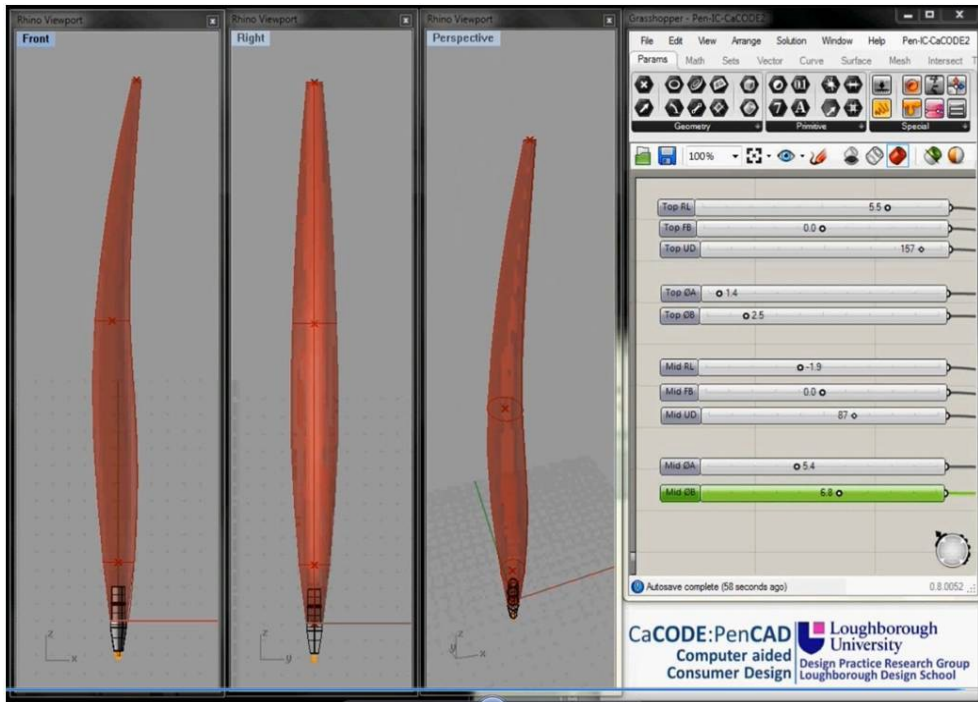 Rhino Viewport x
Front
Rhino Viewport x
Right
Rhino Viewport x
Perspective
z
x
z
y
z
y x
Grasshopper - Pen-IC-CaCODE2
File Edit View Arrange Solution Window Help Pen-IC-CaCODE2
Params Math Sets Vector Curve Surface Mesh Intersect T
Geometry Primitive Special
100%
Top RL 5.5
Top FB 0.0
Top UD 157
Top ØA 1.4
Top ØB 2.5
Mid RL -1.9
Mid FB 0.0
Mid UD 87
Mid ØA 5.4
Mid ØB 6.8
Autosave complete (58 seconds ago) 0.8.0052
CaCODE:PenCAD
Computer aided
Consumer Design
Loughborough
University
Design Practice Research Group
Loughborough Design School